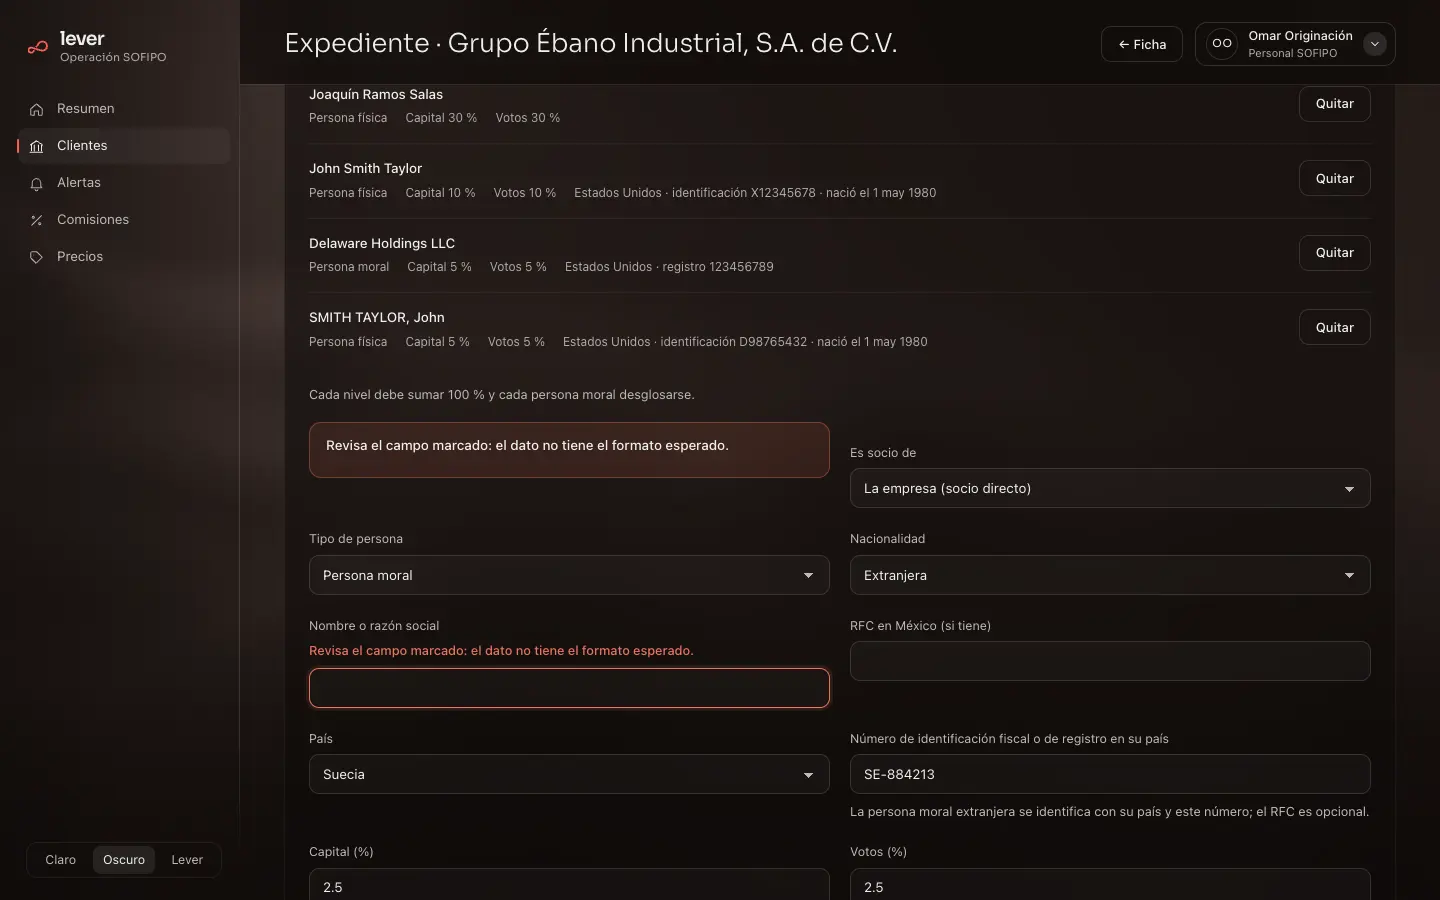 lever
Operación SOFIPO
Resumen
Clientes
Alertas
Comisiones
Precios
Claro
Oscuro
Lever
Expediente · Grupo Ébano Industrial, S.A. de C.V.
← Ficha
OO
Omar Originación
Personal SOFIPO
Joaquín Ramos Salas
Persona física Capital 30 % Votos 30 %
Quitar
John Smith Taylor
Persona física Capital 10 % Votos 10 % Estados Unidos · identificación X12345678 · nació el 1 may 1980
Quitar
Delaware Holdings LLC
Persona moral Capital 5 % Votos 5 % Estados Unidos · registro 123456789
Quitar
SMITH TAYLOR, John
Persona física Capital 5 % Votos 5 % Estados Unidos · identificación D98765432 · nació el 1 may 1980
Quitar
Cada nivel debe sumar 100 % y cada persona moral desglosarse.
Revisa el campo marcado: el dato no tiene el formato esperado.
Es socio de
La empresa (socio directo)
Tipo de persona
Persona moral
Nacionalidad
Extranjera
Nombre o razón social
Revisa el campo marcado: el dato no tiene el formato esperado.
RFC en México (si tiene)
País
Suecia
Número de identificación fiscal o de registro en su país
SE-884213
La persona moral extranjera se identifica con su país y este número; el RFC es opcional.
Capital (%)
2.5
Votos (%)
2.5